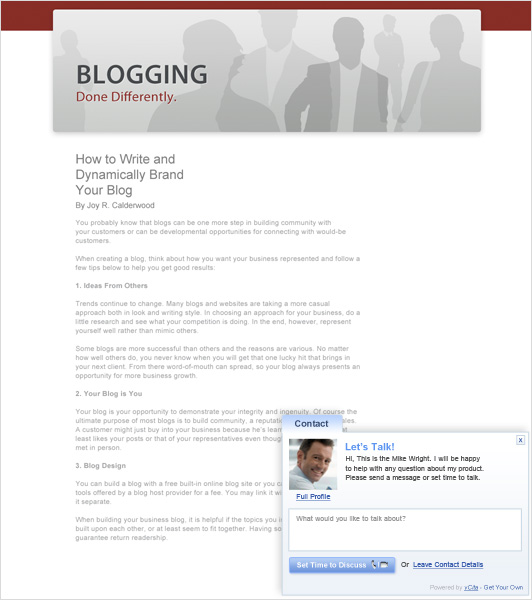 BLOGGING
Done Differently.
How to Write and
Dynamically Brand
Your Blog
By Joy R. Calderwood
You probably know that blogs can be one more step in building community with
your customers or can be developmental opportunities for connecting with would-be
customers.
When creating a blog, think about how you want your business represented and follow a
few tips below to help you get good results:
1. Ideas From Others
Trends continue to change. Many blogs and websites are taking a more casual
approach both in look and writing style. In choosing an approach for your business, do a
little research and see what your competition is doing. In the end, however, represent
yourself well rather than mimic others.
Some blogs are more successful than others and the reasons are various. No matter
how well others do, you never know when you will get that one lucky hit that brings in
your next client. From there word-of-mouth can spread, so your blog always presents an
opportunity for more business growth.
2. Your Blog is You
Your blog is your opportunity to demonstrate your integrity and ingenuity. Of course the
ultimate purpose of most blogs is to build community, a
A customer might just buy into your business because he's
least likes your posts or that of your representatives even
met in person.
3. Blog Design
You can build a blog with a free built-in online blog site or you
tools offered by a blog host provider for a fee. You may link it
it separate.
When building your business blog, it is helpful if the topics you
built upon each other, or at least seem to fit together. Having
guarantee return readership.
Contact
x
Let's Talk!
Hi, This is the Mike Wright. I will be happy
to help with any question about my product.
Please send a message or set time to talk.
Full Profile
What would you like to talk about?
Set Time to Discuss Or Leave Contact Details
Powered by vCita - Get Your Own